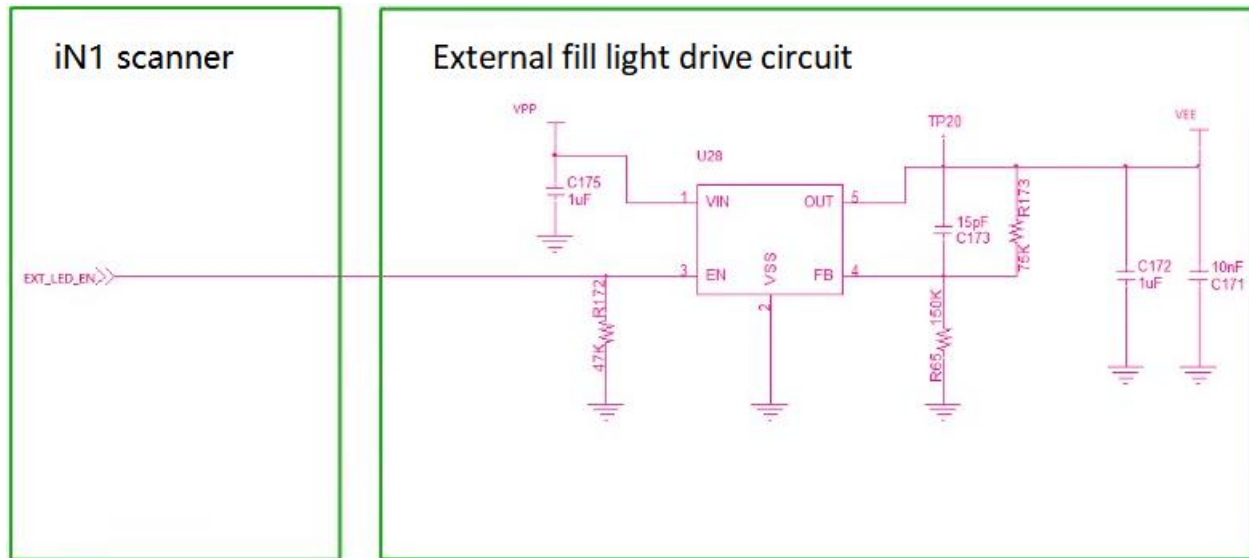 iN1 scanner
External fill light drive circuit
VPP
TP20
VEE
U28
C175
1uF
1
VIN
OUT
5
15pF
C173
R173
75K
EXT_LED_EN
3
EN
VSS
FB
4
2
R172
47K
150K
R65
C172
1uF
10nF
C171